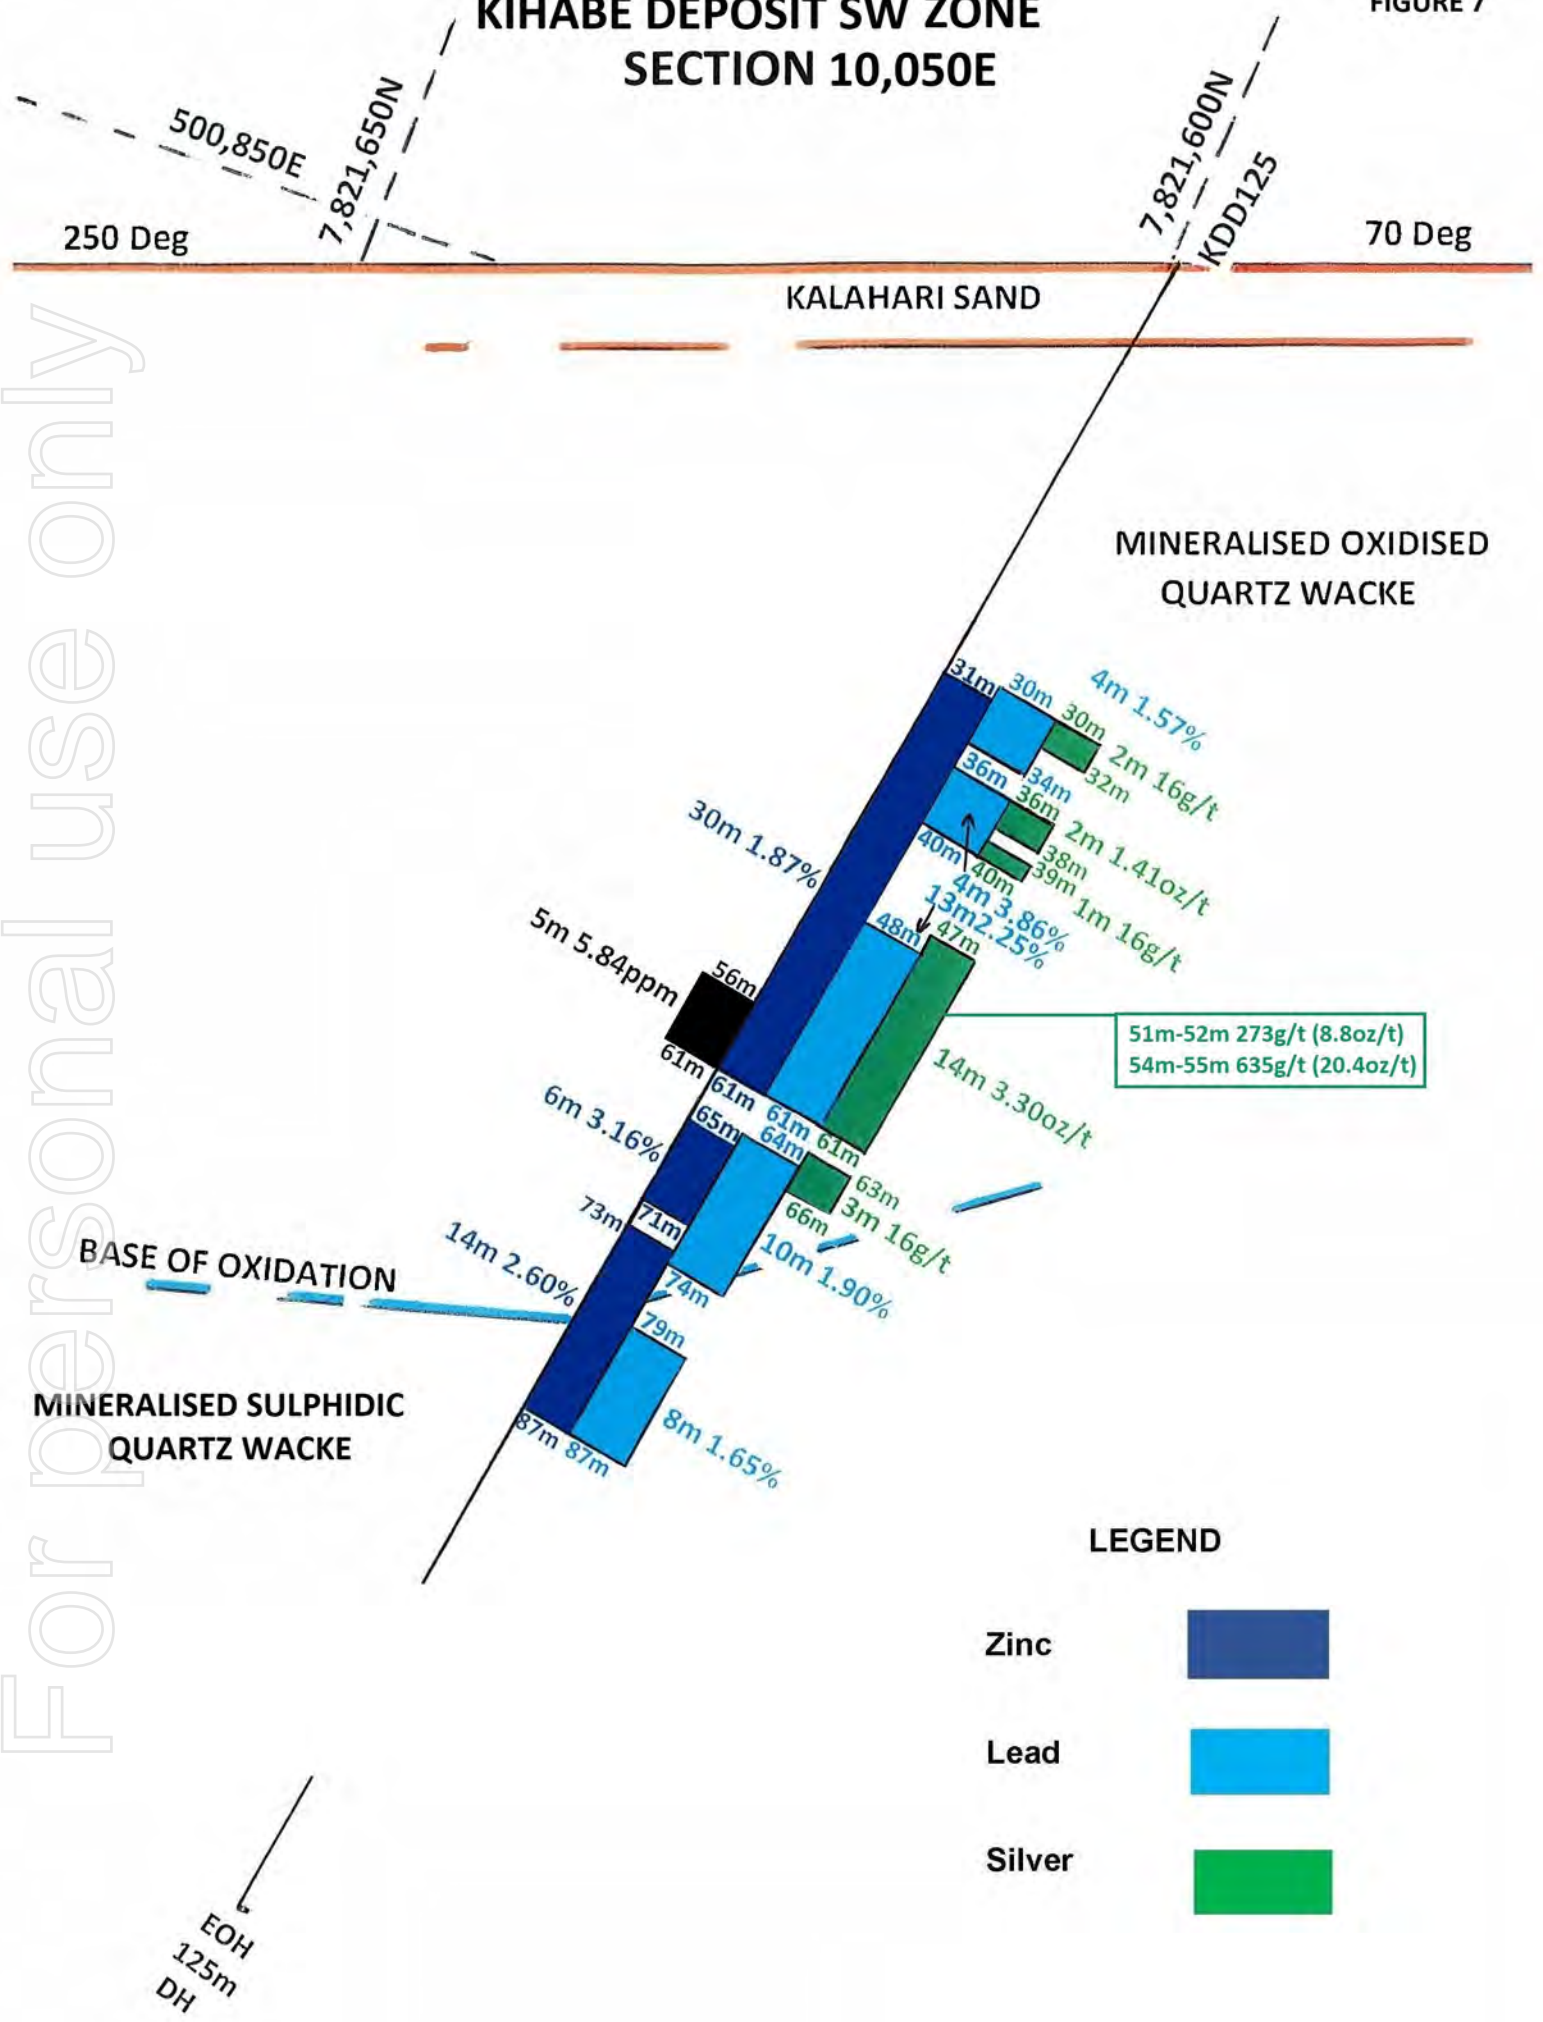 KIHABE DEPOSIT SW ZONE
SECTION 10,050E
FIGURE 7
500,850E
7,821,650N
7,821,600N
KDD125
250 Deg
70 Deg
KALAHARI SAND
MINERALISED OXIDISED
QUARTZ WACKE
31m
30m
4m 1.57%
30m
2m 16g/t
32m
34m
36m
36m
2m 1.41oz/t
38m
39m
1m 16g/t
40m
40m
4m 3.86%
13m2.25%
30m 1.87%
48m
47m
5m 5.84ppm
56m
61m
51m-52m 273g/t (8.8oz/t)
54m-55m 635g/t (20.4oz/t)
14m 3.30oz/t
61m
61m
61m
6m 3.16%
65m
64m
63m
66m
3m 16g/t
73m
71m
10m 1.90%
74m
14m 2.60%
BASE OF OXIDATION
79m
MINERALISED SULPHIDIC
QUARTZ WACKE
87m
87m
8m 1.65%
LEGEND
Zinc
Lead
Silver
EOH
125m
DH
For personal use only